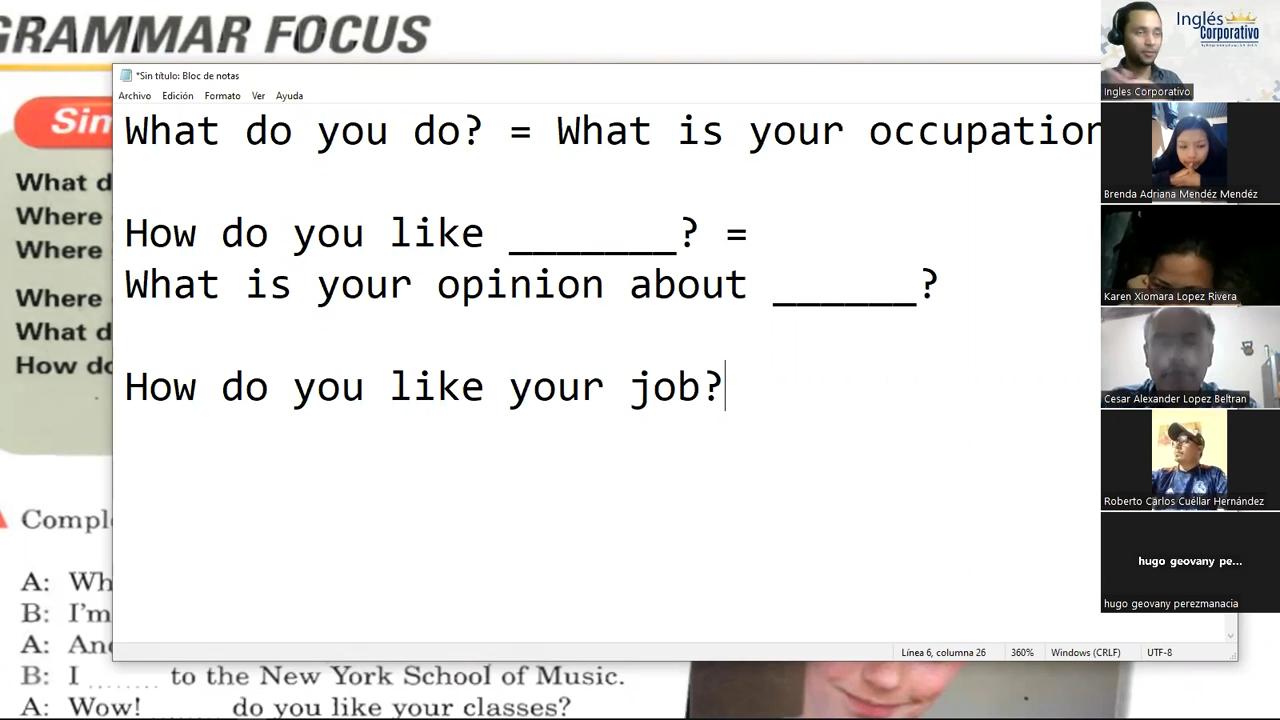 GRAMMAR FOCUS
*Sin título: Bloc de notas
Archivo Edición Formato Ver Ayuda
What do you do? = What is your occupation
How do you like _______? =
What is your opinion about ______?
How do you like your job?
Línea 6, columna 26 360% Windows (CRLF) UTF-8
Sim
What d
Where
Where
Where
What d
How do
Comple
A: Wh
B: I'm
A: And
B: I ........ to the New York School of Music.
A: Wow! ........ do you like your classes?
Inglés
Corporativo
Ingles Corporativo
Brenda Adriana Mendéz Mendéz
Karen Xiomara Lopez Rivera
Cesar Alexander Lopez Beltran
Roberto Carlos Cuéllar Hernández
hugo geovany pe...
hugo geovany perezmanacia